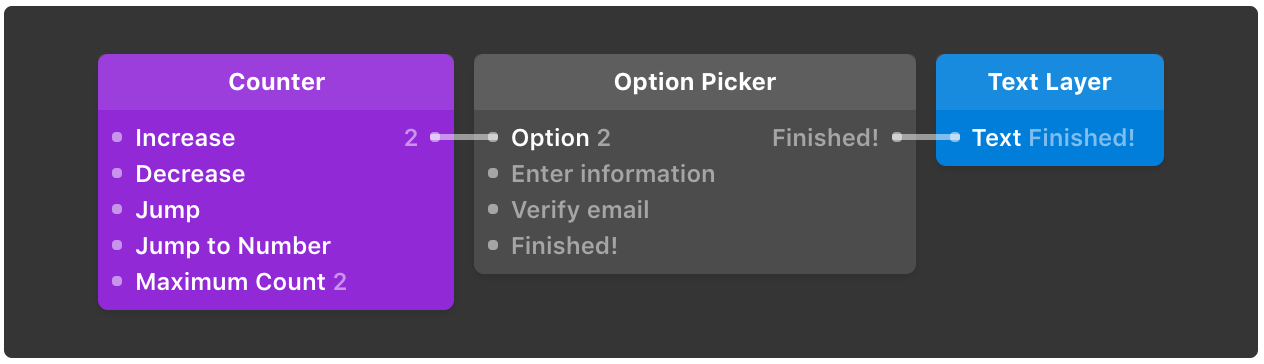 Counter
Increase 2
Decrease
Jump
Jump to Number
Maximum Count 2
Option Picker
Option 2 Finished!
Enter information
Verify email
Finished!
Text Layer
Text Finished!